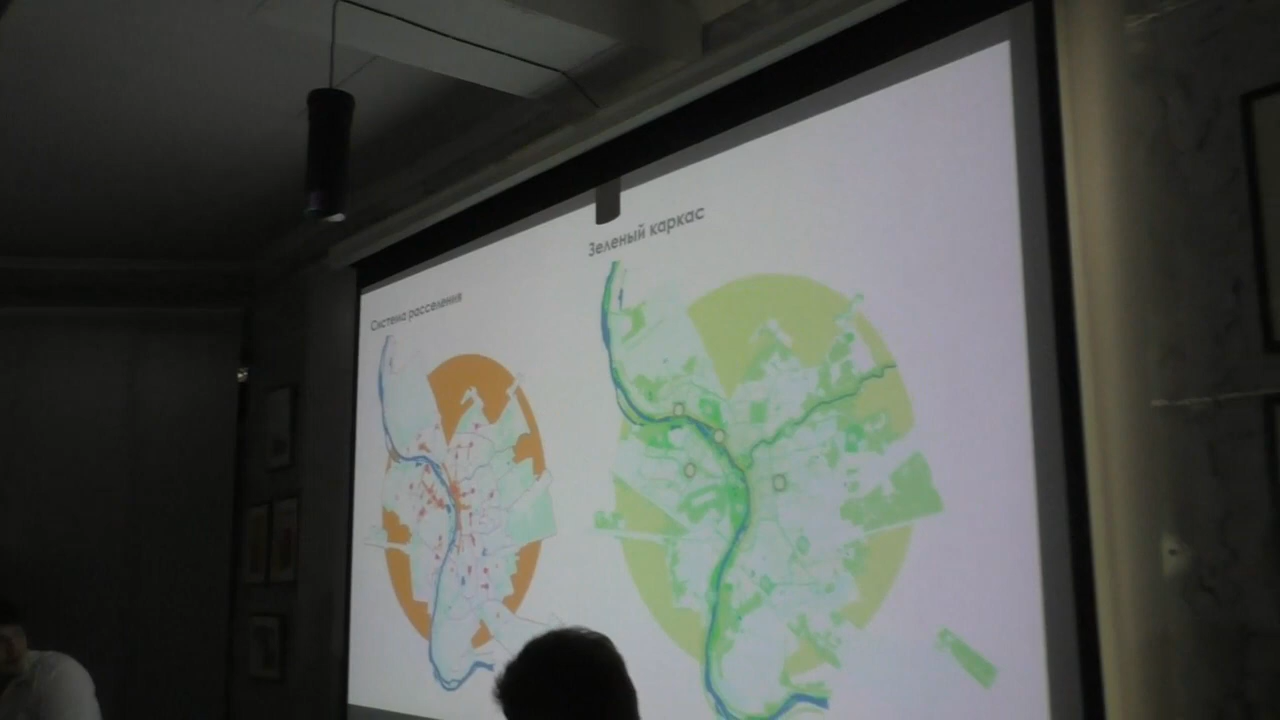 Система расселения
Зеленый каркас